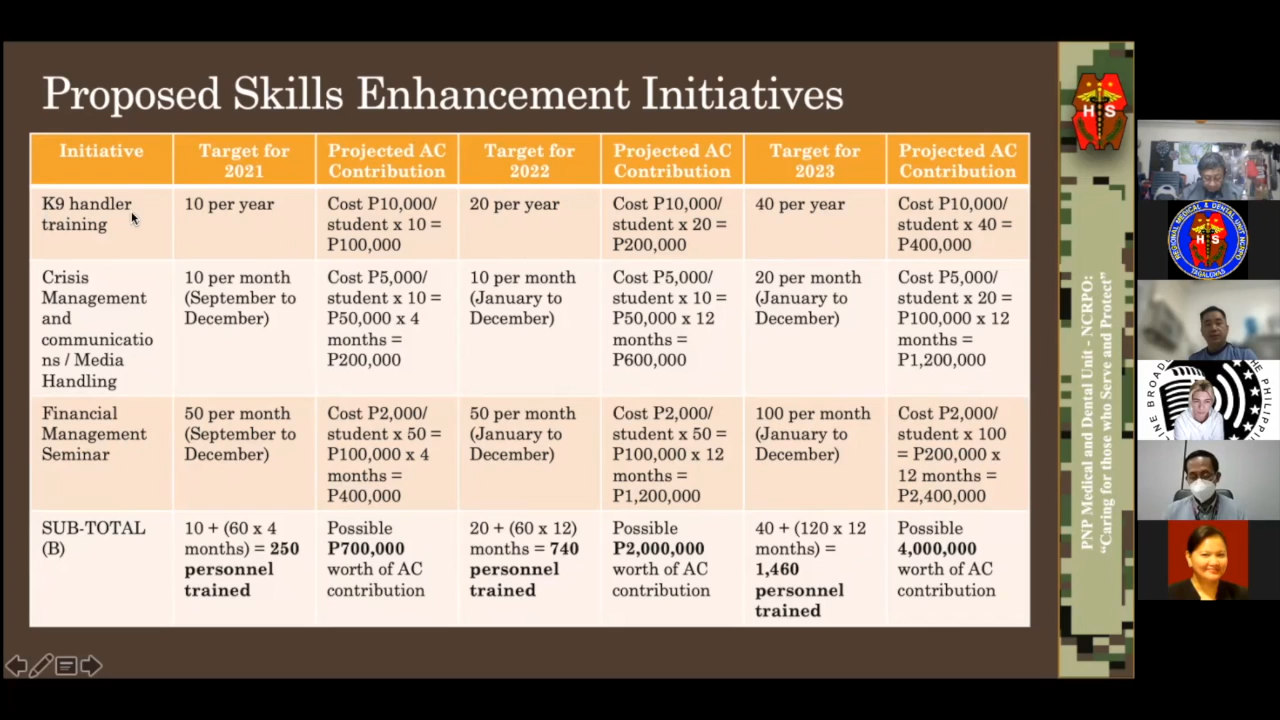 Proposed Skills Enhancement Initiatives
Initiative
Target for
2021
Projected AC
Contribution
Target for
2022
Projected AC
Contribution
Target for
2023
Projected AC
Contribution
K9 handler
training
10 per year
Cost P10,000/
student x 10 =
P100,000
20 per year
Cost P10,000/
student x 20 =
P200,000
40 per year
Cost P10,000/
student x 40 =
P400,000
Crisis
Management
and
communicatio
ns / Media
Handling
10 per month
(September to
December)
Cost P5,000/
student x 10 =
P50,000 x 4
months =
P200,000
10 per month
(January to
December)
Cost P5,000/
student x 10 =
P50,000 x 12
months =
P600,000
20 per month
(January to
December)
Cost P5,000/
student x 20 =
P100,000 x 12
months =
P1,200,000
Financial
Management
Seminar
50 per month
(September to
December)
Cost P2,000/
student x 50 =
P100,000 x 4
months =
P400,000
50 per month
(January to
December)
Cost P2,000/
student x 50 =
P100,000 x 12
months =
P1,200,000
100 per month
(January to
December)
Cost P2,000/
student x 100
= P200,000 x
12 months =
P2,400,000
SUB-TOTAL
(B)
10 + (60 x 4
months) = 250
personnel
trained
Possible
P700,000
worth of AC
contribution
20 + (60 x 12)
months = 740
personnel
trained
Possible
P2,000,000
worth of AC
contribution
40 + (120 x 12
months) =
1,460
personnel
trained
Possible
4,000,000
worth of AC
contribution
H S
PNP Medical and Dental Unit - NCRPO:
“Caring for those who Serve and Protect”
REGIONAL MEDICAL & DENTAL UNIT NCRPO
H S